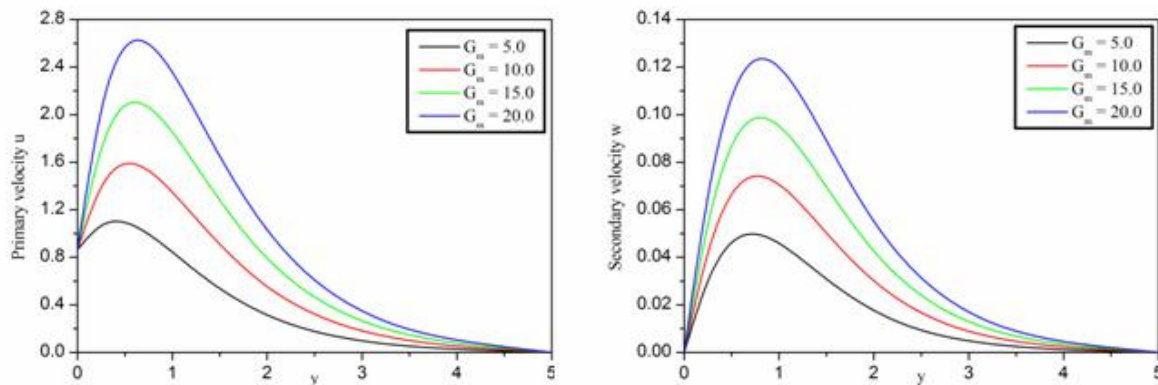 2.8
2.4
2.0
1.6
1.2
0.8
0.4
0.0
Primary velocity u
0 1 2 3 4 5
y
G_m = 5.0
G_m = 10.0
G_m = 15.0
G_m = 20.0
0.14
0.12
0.10
0.08
0.06
0.04
0.02
0.00
Secondary velocity w
0 1 2 3 4 5
y
G_m = 5.0
G_m = 10.0
G_m = 15.0
G_m = 20.0